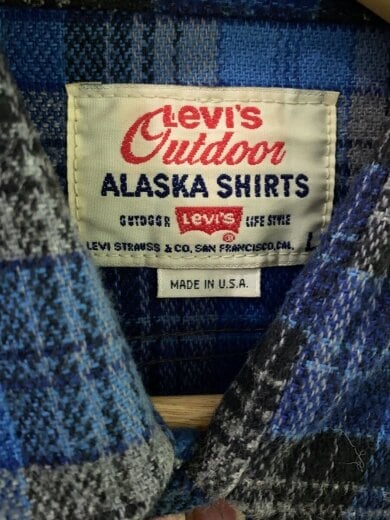 Levi's
Outdoor
ALASKA SHIRTS
OUTDOOR Levi's LIFE STYLE
®
LEVI STRAUSS & CO. SAN FRANCISCO, CAL. L
MADE IN U.S.A.